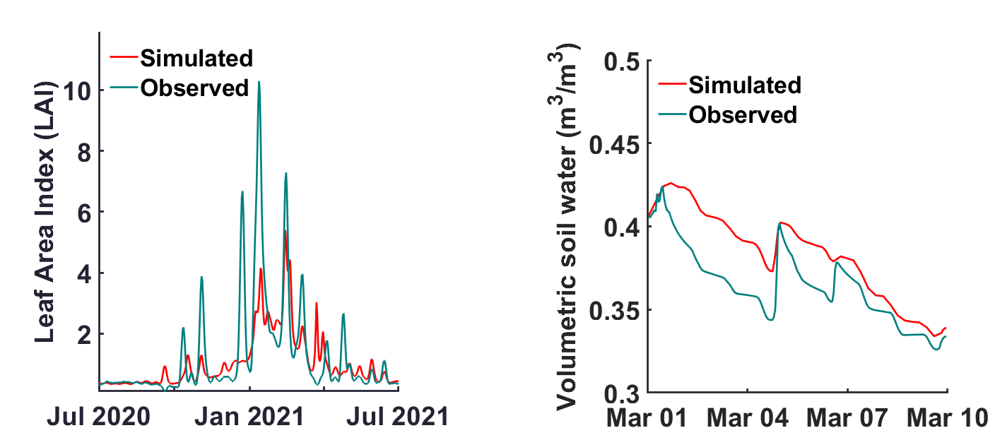 Leaf Area Index (LAI)
10
8
6
4
2
Simulated
Observed
Jul 2020 Jan 2021 Jul 2021
Volumetric soil water (m³/m³)
0.5
0.45
0.4
0.35
0.3
Simulated
Observed
Mar 01 Mar 04 Mar 07 Mar 10